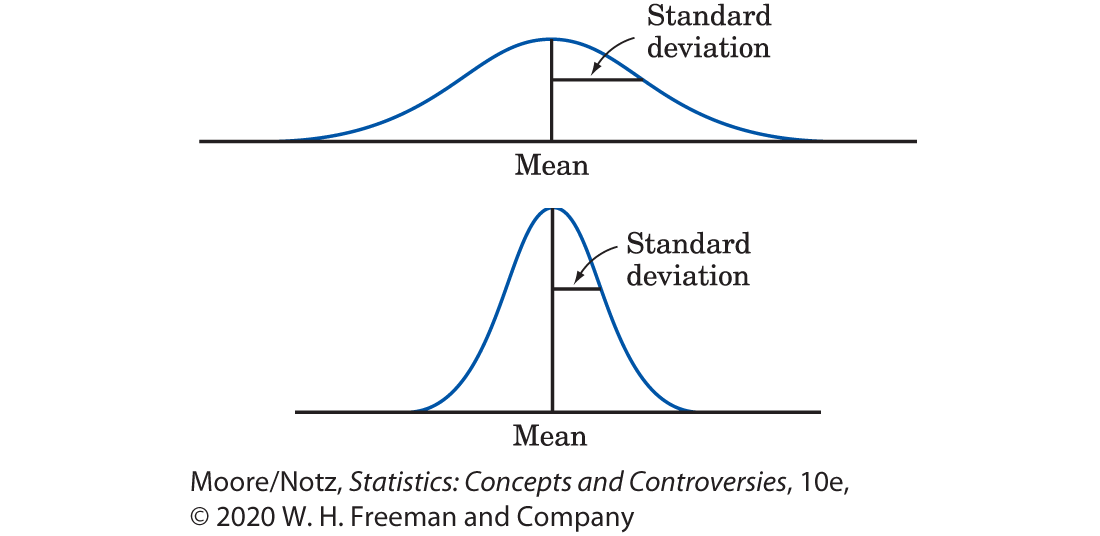 Standard
deviation
Mean
Standard
deviation
Mean
Moore/Notz, Statistics: Concepts and Controversies, 10e,
© 2020 W. H. Freeman and Company